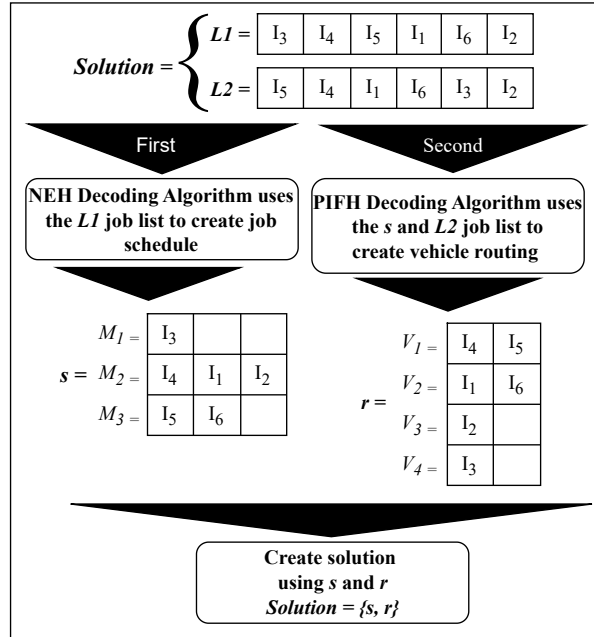 L1 = I3 I4 I5 I1 I6 I2
Solution =
L2 = I5 I4 I1 I6 I3 I2
First
Second
NEH Decoding Algorithm uses
the L1 job list to create job
schedule
PIFH Decoding Algorithm uses
the s and L2 job list to
create vehicle routing
M1 = I3
s = M2 = I4 I1 I2
M3 = I5 I6
V1 = I4 I5
V2 = I1 I6
r =
V3 = I2
V4 = I3
Create solution
using s and r
Solution = {s, r}